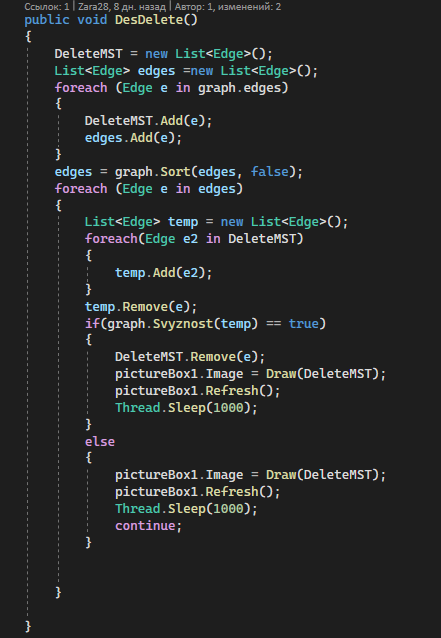 Ссылок: 1 | Zara28, 8 дн. назад | Автор: 1, изменений: 2
public void DesDelete()
{
    DeleteMST = new List<Edge>();
    List<Edge> edges =new List<Edge>();
    foreach (Edge e in graph.edges)
    {
        DeleteMST.Add(e);
        edges.Add(e);
    }
    edges = graph.Sort(edges, false);
    foreach (Edge e in edges)
    {
        List<Edge> temp = new List<Edge>();
        foreach(Edge e2 in DeleteMST)
        {
            temp.Add(e2);
        }
        temp.Remove(e);
        if(graph.Svyznost(temp) == true)
        {
            DeleteMST.Remove(e);
            pictureBox1.Image = Draw(DeleteMST);
            pictureBox1.Refresh();
            Thread.Sleep(1000);
        }
        else
        {
            pictureBox1.Image = Draw(DeleteMST);
            pictureBox1.Refresh();
            Thread.Sleep(1000);
            continue;
        }
    }
}